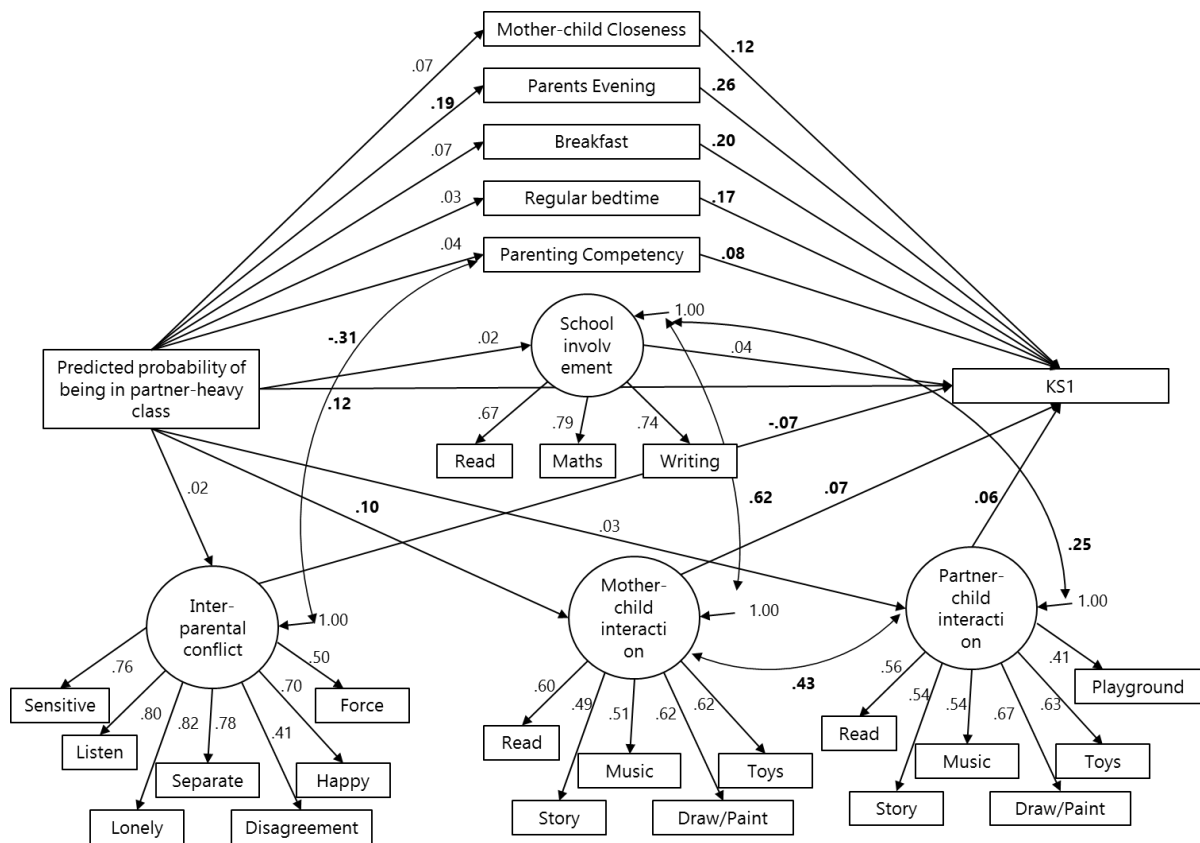 Mother-child Closeness
.07
.12
Parents Evening
.19
.26
Breakfast
.07
.20
Regular bedtime
.03
.17
Parenting Competency
.04
.08
School
involv
ement
1.00
-.31
.02
.04
Predicted probability of
being in partner-heavy
class
KS1
.12
.67
.79
.74
-.07
Read
Maths
Writing
.02
.10
.03
.62
.07
.06
.25
Inter-
parental
conflict
1.00
Mother-
child
interacti
on
1.00
Partner-
child
interacti
on
1.00
.76
.80
.82
.78
.41
.70
.50
Sensitive
Listen
Lonely
Separate
Disagreement
Happy
Force
.43
.60
.49
.51
.62
.62
Read
Story
Music
Draw/Paint
Toys
.56
.54
.54
.67
.63
.41
Read
Story
Music
Draw/Paint
Toys
Playground